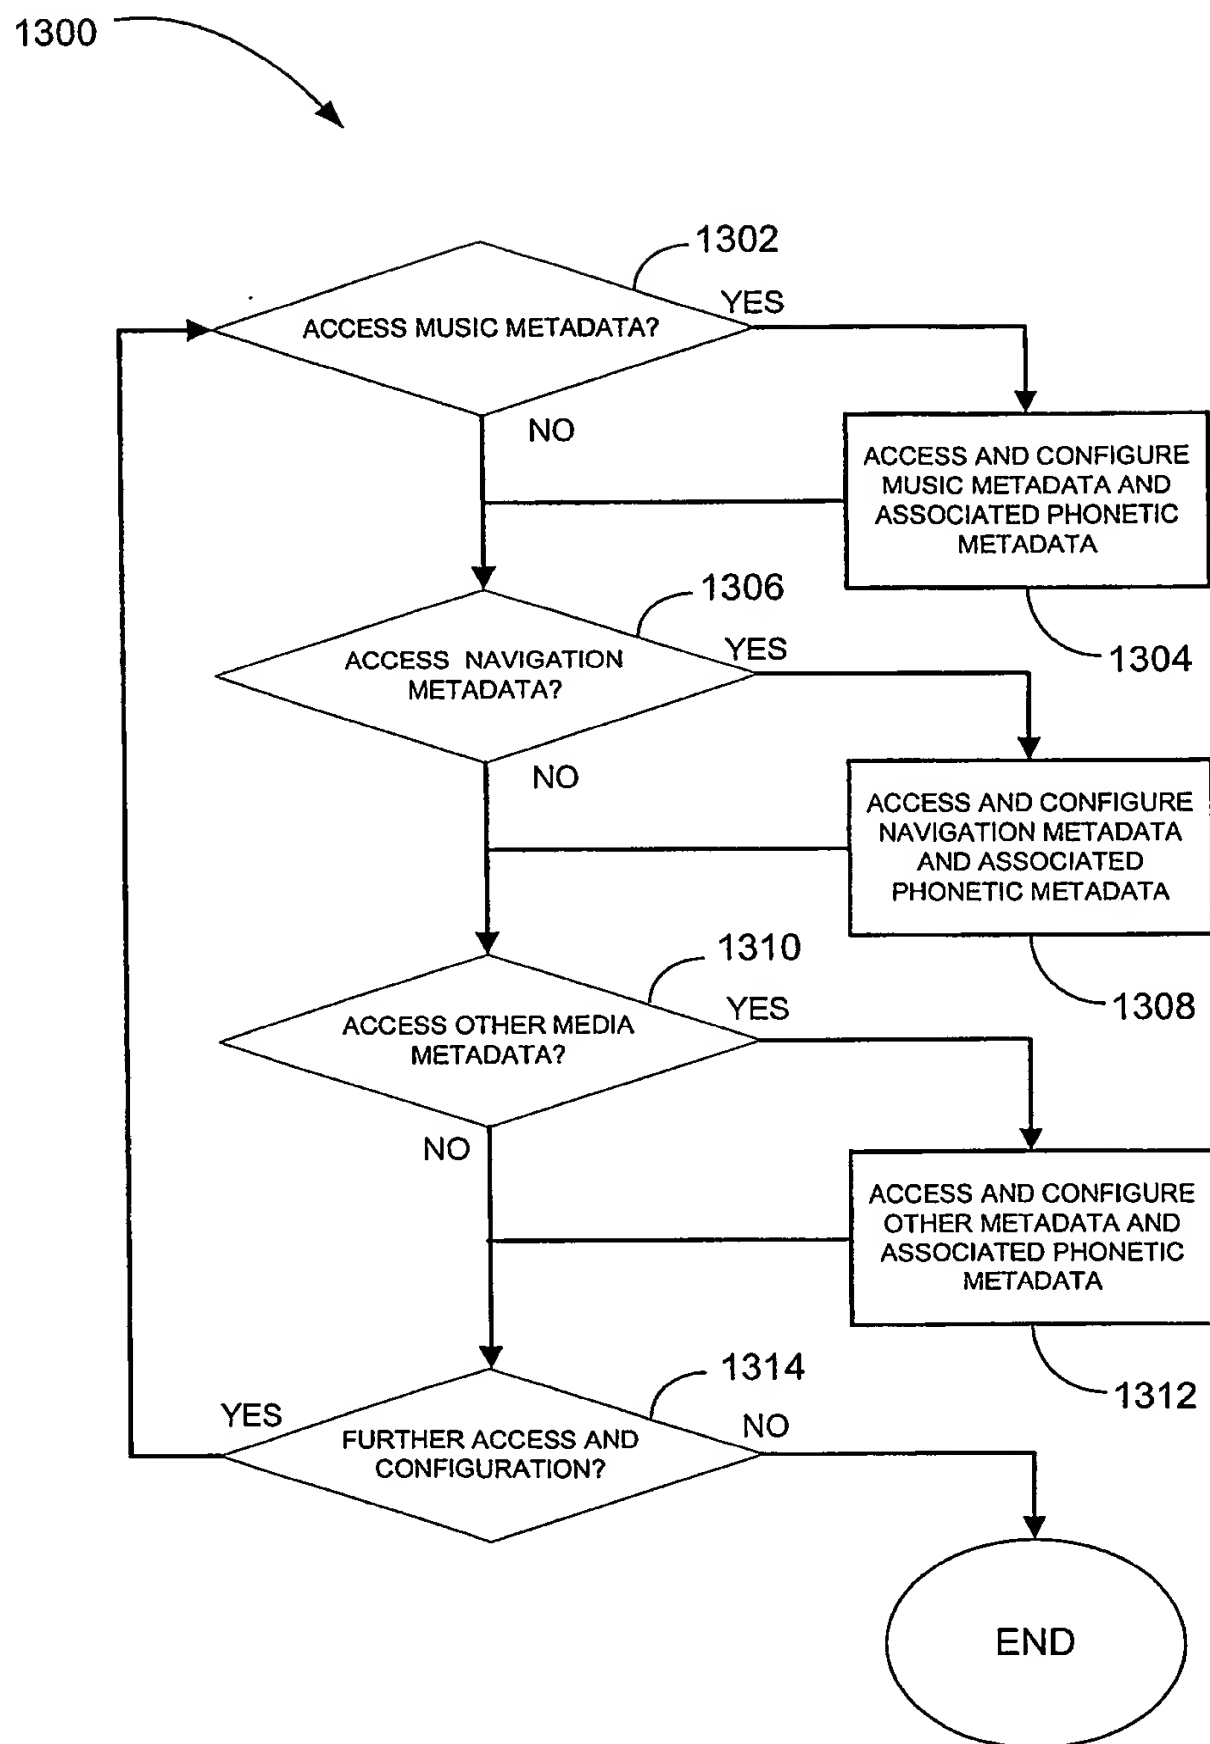 1300
1302
YES
ACCESS MUSIC METADATA?
NO
ACCESS AND CONFIGURE
MUSIC METADATA AND
ASSOCIATED PHONETIC
METADATA
1304
1306
YES
ACCESS NAVIGATION
METADATA?
NO
ACCESS AND CONFIGURE
NAVIGATION METADATA
AND ASSOCIATED
PHONETIC METADATA
1308
1310
YES
ACCESS OTHER MEDIA
METADATA?
NO
ACCESS AND CONFIGURE
OTHER METADATA AND
ASSOCIATED PHONETIC
METADATA
1312
1314
YES
NO
FURTHER ACCESS AND
CONFIGURATION?
END